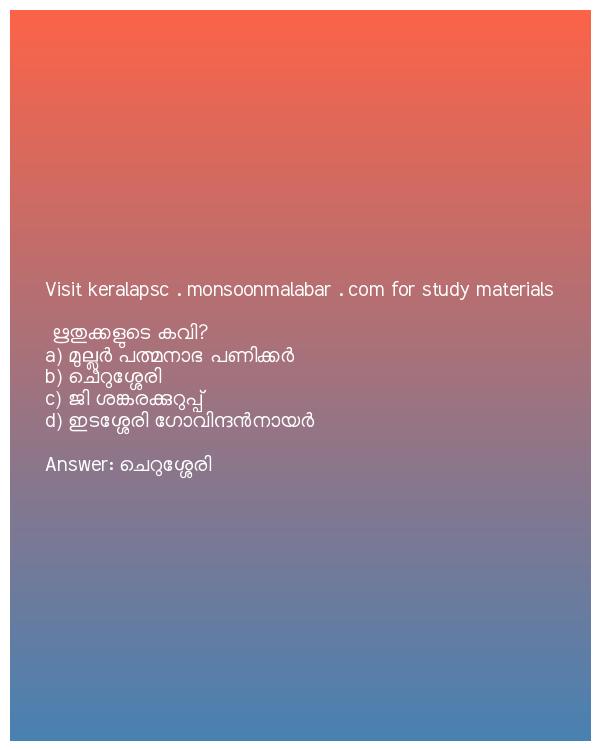 Visit keralapsc . monsoonmalabar . com for study materials
ഋതുക്കളുടെ കവി?
a) മുല്ലൂർ പത്മനാഭ പണിക്കർ
b) ചെറുശ്ശേരി
c) ജി ശങ്കരക്കുറുപ്പ്
d) ഇടശ്ശേരി ഗോവിന്ദൻനായർ
Answer: ചെറുശ്ശേരി